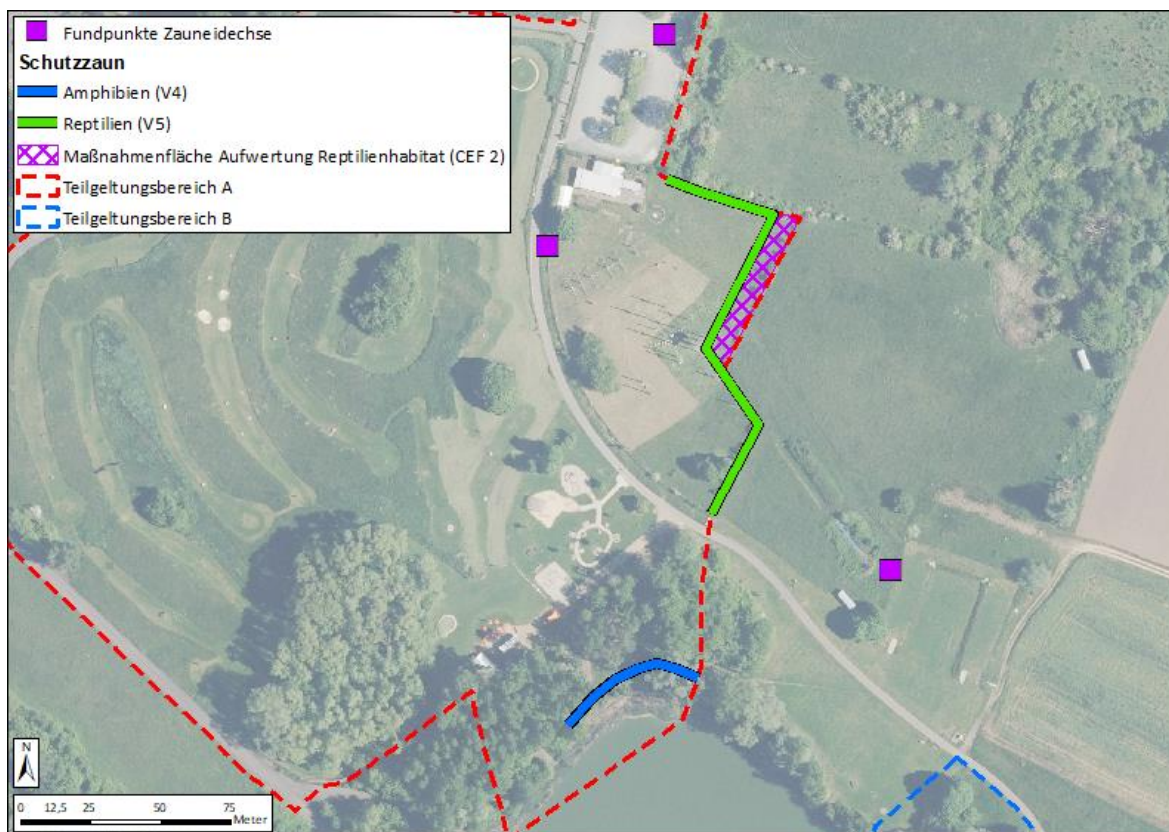 Fundpunkte Zauneidechse
Schutzzaun
Amphibien (V4)
Reptilien (V5)
Maßnahmenfläche Aufwertung Reptilienhabitat (CEF 2)
Teilgeltungsbereich A
Teilgeltungsbereich B
N
0 12,5 25 50 75
Meter